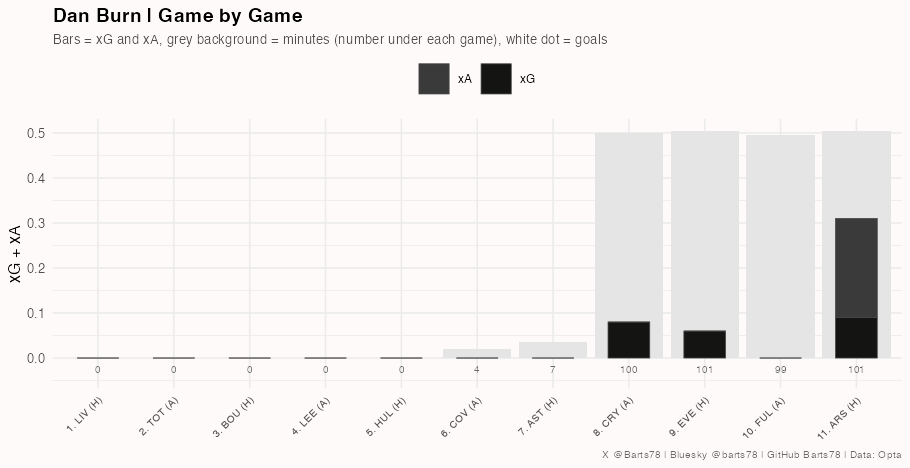 Dan Burn | Game by Game
Bars = xG and xA, grey background = minutes (number under each game), white dot = goals
xA xG
xG + xA
0.5
0.4
0.3
0.2
0.1
0.0
0 0 0 0 0 4 7 100 101 99 101
1. LIV (H) 2. TOT (A) 3. BOU (H) 4. LEE (A) 5. HUL (H) 6. COV (A) 7. AST (H) 8. CRY (A) 9. EVE (H) 10. FUL (A) 11. ARS (H)
X @Barts78 | Bluesky @barts78 | GitHub Barts78 | Data: Opta